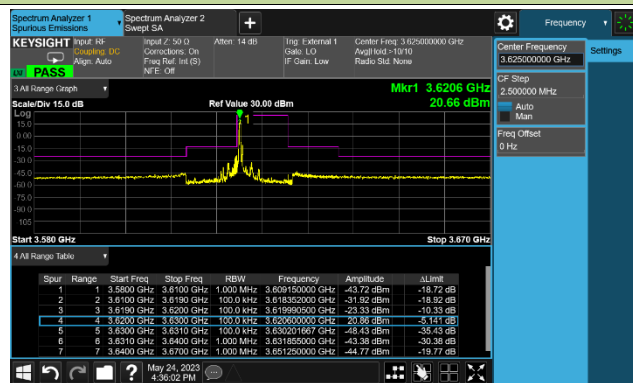 Spectrum Analyzer 1
Spurious Emissions
Spectrum Analyzer 2
Swept SA
Frequency
KEYSIGHT
Input: RF
Coupling: DC
Align: Auto
Input Z: 50 Ω
Corrections: On
Freq Ref: Int (S)
NFE: Off
Atten: 14 dB
Trig: External 1
Gate: LO
IF Gain: Low
Center Freq: 3.625000000 GHz
Avg|Hold:>10/10
Radio Std: None
LXI PASS
Center Frequency
3.625000000 GHz
Settings
CF Step
2.500000 MHz
Auto
Man
Freq Offset
0 Hz
3 All Range Graph
Mkr1 3.6206 GHz
20.66 dBm
Scale/Div 15.0 dB
Ref Value 30.00 dBm
Log
15.0
0.00
-15.0
-30.0
-45.0
-60.0
-75.0
-90.0
-105
1
Start 3.580 GHz
Stop 3.670 GHz
4 All Range Table
Spur Range Start Freq Stop Freq RBW Frequency Amplitude ΔLimit
1 1 3.5800 GHz 3.6100 GHz 1.000 MHz 3.609150000 GHz -43.72 dBm -18.72 dB
2 2 3.6100 GHz 3.6190 GHz 100.0 kHz 3.618352000 GHz -31.92 dBm -18.92 dB
3 3 3.6190 GHz 3.6200 GHz 100.0 kHz 3.619990500 GHz -23.33 dBm -10.33 dB
4 4 3.6200 GHz 3.6300 GHz 100.0 kHz 3.620600000 GHz 20.86 dBm -5.141 dB
5 5 3.6300 GHz 3.6310 GHz 100.0 kHz 3.630201667 GHz -48.43 dBm -35.43 dB
6 6 3.6310 GHz 3.6400 GHz 1.000 MHz 3.631855000 GHz -43.38 dBm -30.38 dB
7 7 3.6400 GHz 3.6700 GHz 1.000 MHz 3.651250000 GHz -44.77 dBm -19.77 dB
May 24, 2023
4:36:02 PM